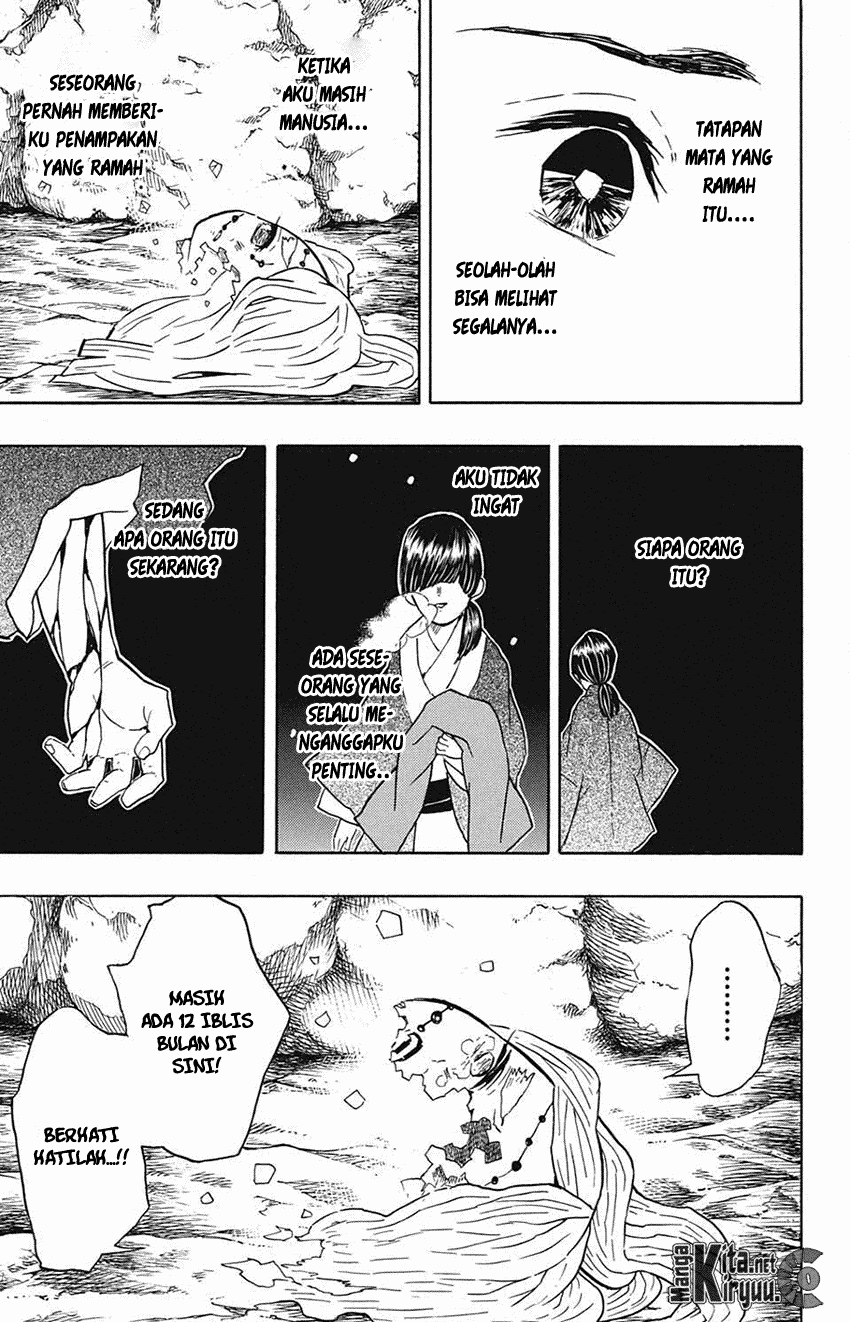 TATAPAN
MATA YANG
RAMAH
ITU....
SEOLAH-OLAH
BISA MELIHAT
SEGALANYA...
KETIKA
AKU MASIH
MANUSIA...
SESEORANG
PERNAH MEMBERI-
KU PENAMPAKAN
YANG RAMAH
SIAPA ORANG
ITU?
AKU TIDAK
INGAT
ADA SESE-
ORANG YANG
SELALU ME-
NGANGGAPKU
PENTING..
SEDANG
APA ORANG ITU
SEKARANG?
........
MASIH
ADA 12 IBLIS
BULAN DI
SINI!
BERHATI
HATILAH...!!
MangaKita.net
Kiryuu.CO